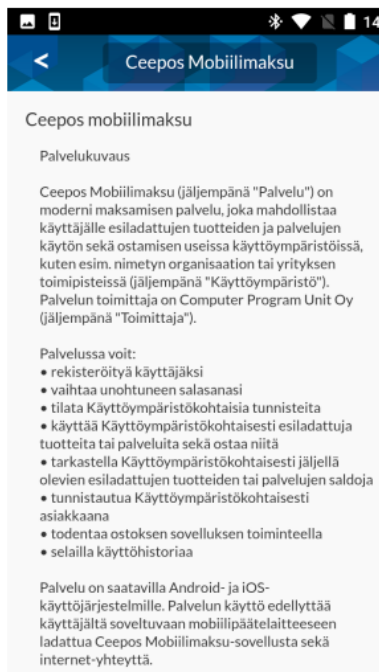 14
Ceepos Mobiilimaksu
Ceepos mobiilimaksu
Palvelukuvaus
Ceepos Mobiilimaksu (jäljempänä "Palvelu") on
moderni maksamisen palvelu, joka mahdollistaa
käyttäjälle esiladattujen tuotteiden ja palvelujen
käytön sekä ostamisen useissa käyttöympäristöissä,
kuten esim. nimetyn organisaation tai yrityksen
toimipisteissä (jäljempänä "Käyttöympäristö").
Palvelun toimittaja on Computer Program Unit Oy
(jäljempänä "Toimittaja").
Palvelussa voit:
• rekisteröityä käyttäjäksi
• vaihtaa unohtuneen salasanasi
• tilata Käyttöympäristökohtaisia tunnisteita
• käyttää Käyttöympäristökohtaisesti esiladattuja
tuotteita tai palveluita sekä ostaa niitä
• tarkastella Käyttöympäristökohtaisesti jäljellä
olevien esiladattujen tuotteiden tai palvelujen saldoja
• tunnistautua Käyttöympäristökohtaisesti
asiakkaana
• todentaa ostoksen sovelluksen toiminteella
• selailla käyttöhistoriaa
Palvelu on saatavilla Android- ja iOS-
käyttöjärjestelmille. Palvelun käyttö edellyttää
käyttäjältä soveltuvaan mobiilipäätelaitteeseen
ladattua Ceepos Mobiilimaksu-sovellusta sekä
internet-yhteyttä.